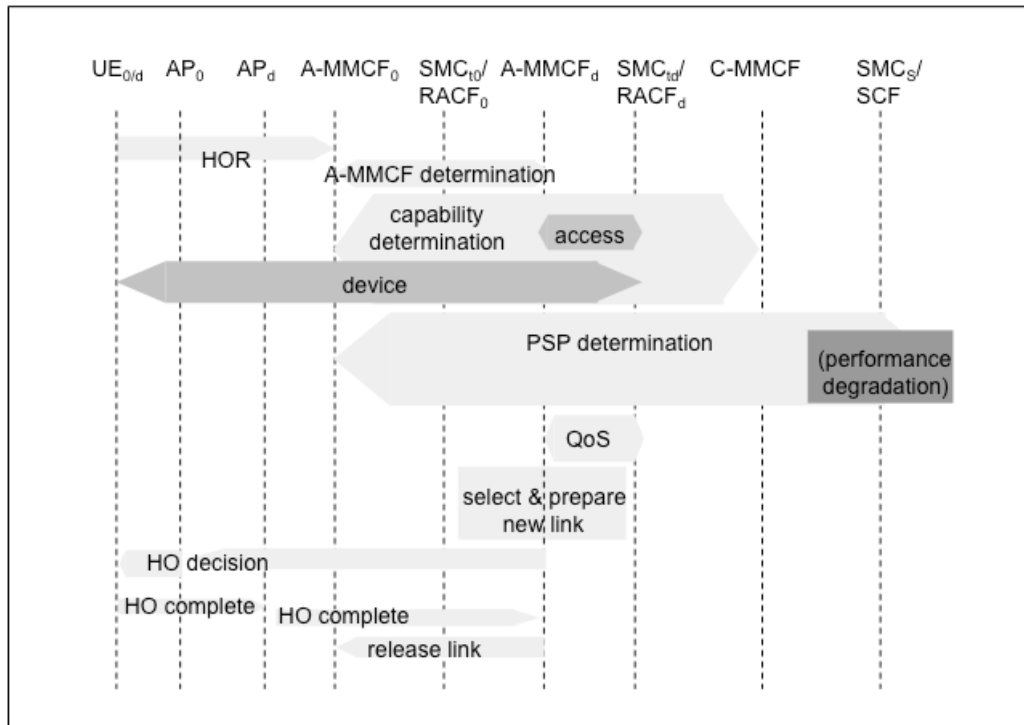 UE₀/d AP₀ APd A-MMCF₀ SMCt0/ A-MMCFd SMCtd/ C-MMCF SMCS/
RACF₀ RACFd SCF
HOR
A-MMCF determination
capability
determination
access
device
PSP determination
(performance
degradation)
QoS
select & prepare
new link
HO decision
HO complete
HO complete
release link